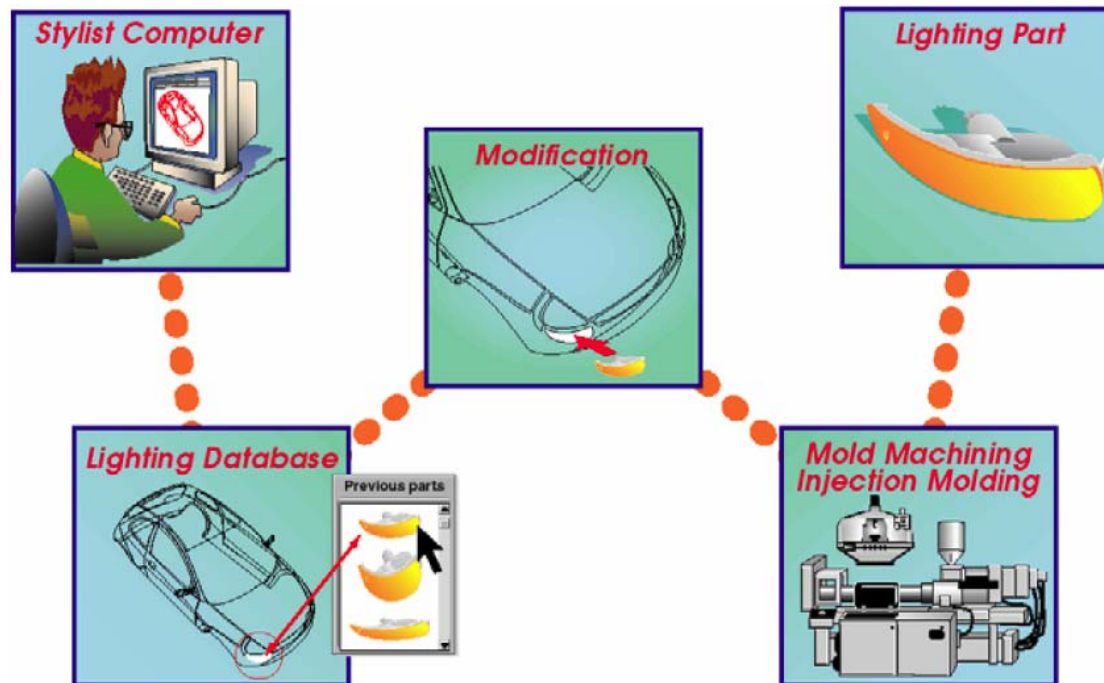 Stylist Computer
Lighting Part
Modification
Lighting Database
Previous parts
Mold Machining
Injection Molding